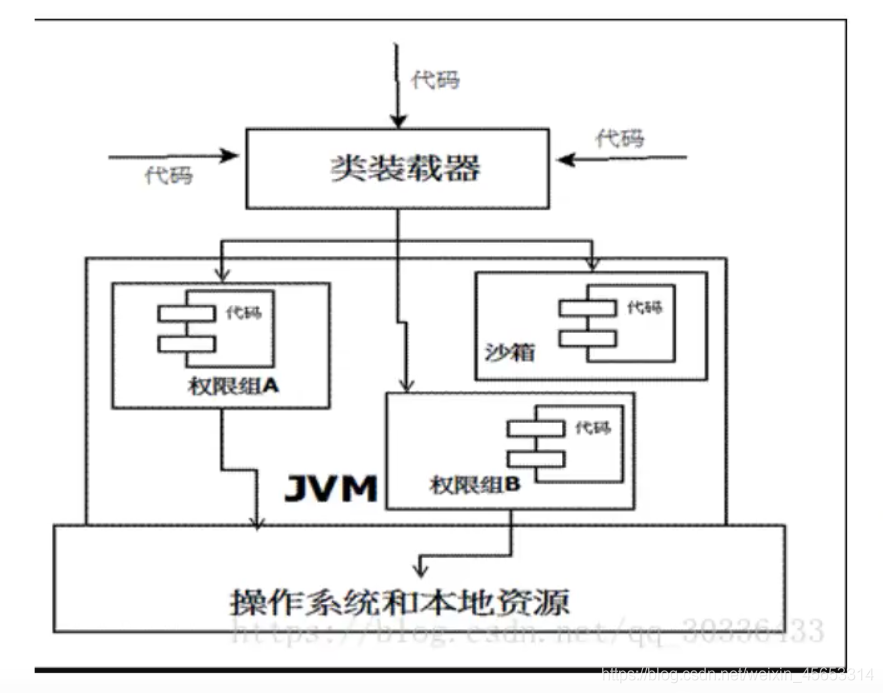 代码
代码
代码
类装载器
代码
代码
沙箱
权限组A
代码
JVM
权限组B
操作系统和本地资源
https://blog.csdn.net/qq_30336433
https://blog.csdn.net/weixin_45653314